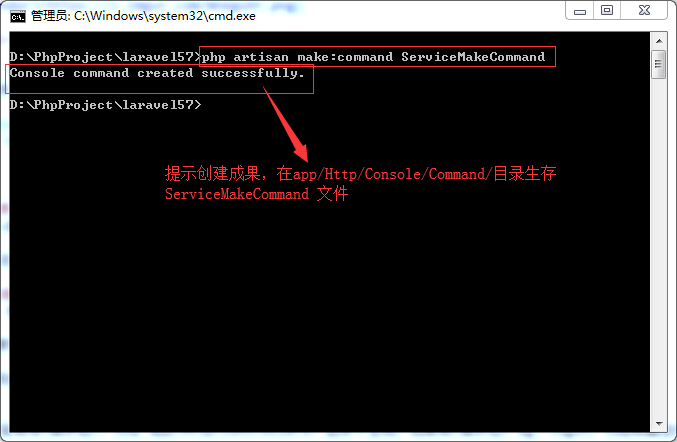 管理员: C:\Windows\system32\cmd.exe
D:\PhpProject\laravel57>php artisan make:command ServiceMakeCommand
Console command created successfully.
D:\PhpProject\laravel57>
提示创建成果，在app/Http/Console/Command/目录生存
ServiceMakeCommand 文件